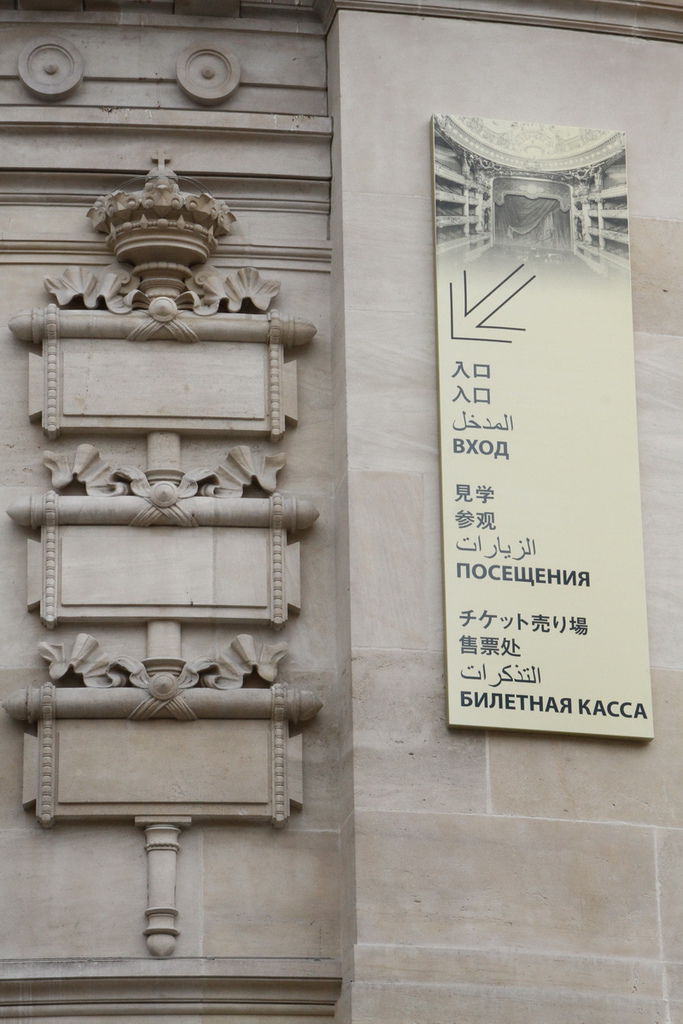 入口
入口
المدخل
ВХОД
見学
参观
الزيارات
ПОСЕЩЕНИЯ
チケット売り場
售票处
التذكرات
БИЛЕТНАЯ КАССА